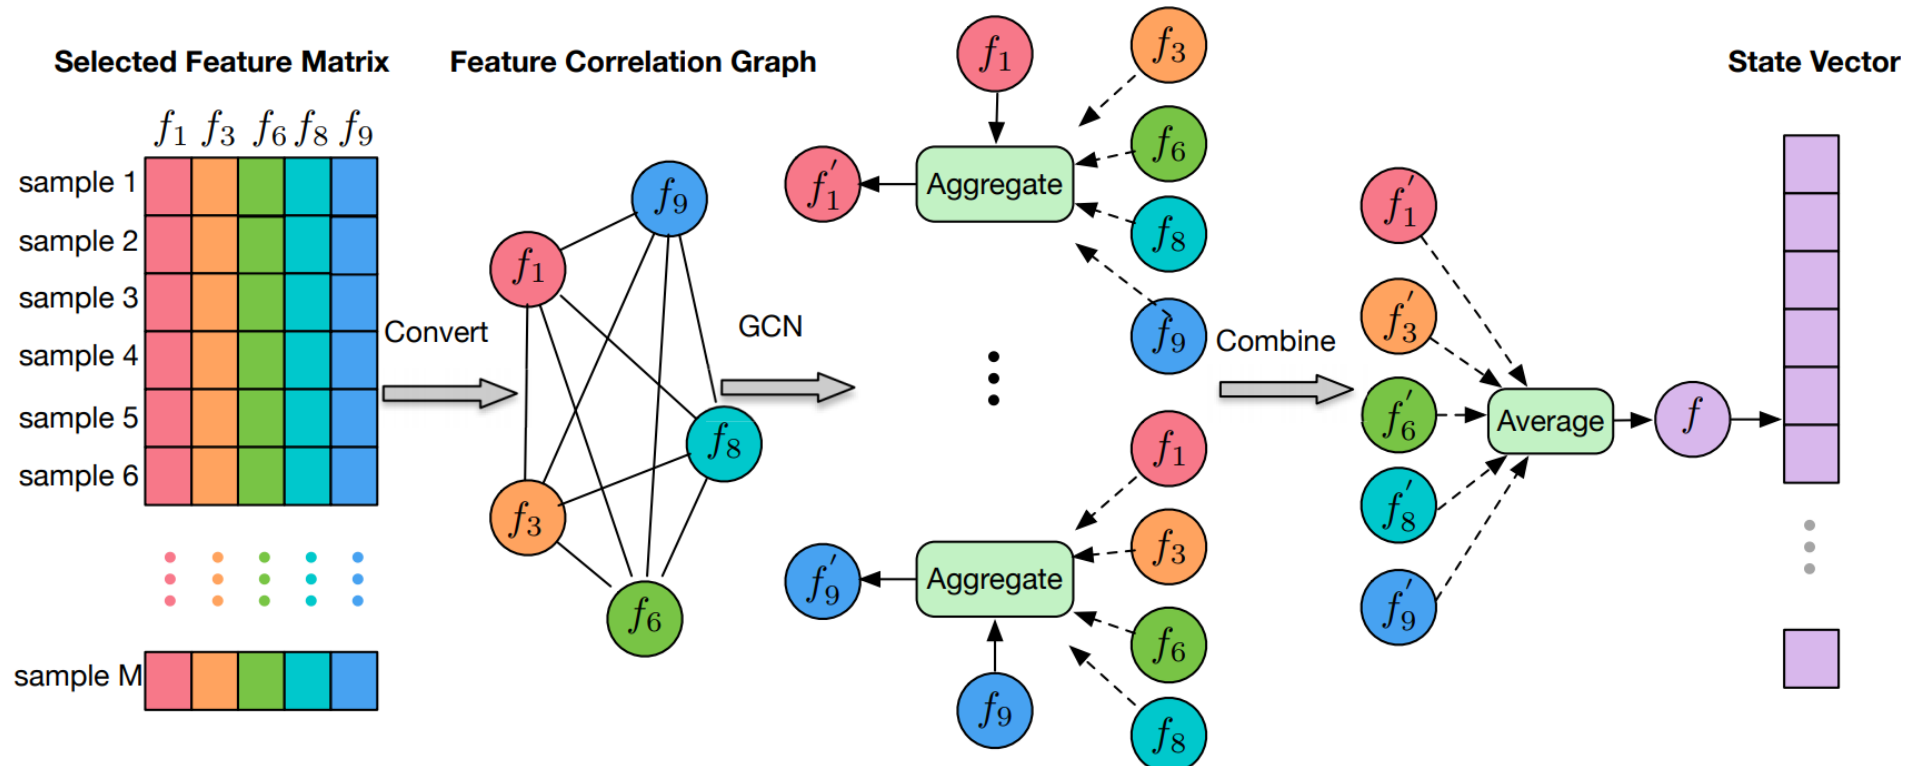 Selected Feature Matrix
f1 f3 f6 f8 f9
sample 1
sample 2
sample 3
sample 4
sample 5
sample 6
sample M
Convert
Feature Correlation Graph
f9
f1
f8
f3
f6
GCN
f1
f3
f6
f8
f9
Aggregate
f1′
f1
f3
f6
f8
Aggregate
f9′
f9
Combine
f1′
f3′
f6′
f8′
f9′
Average
f
State Vector